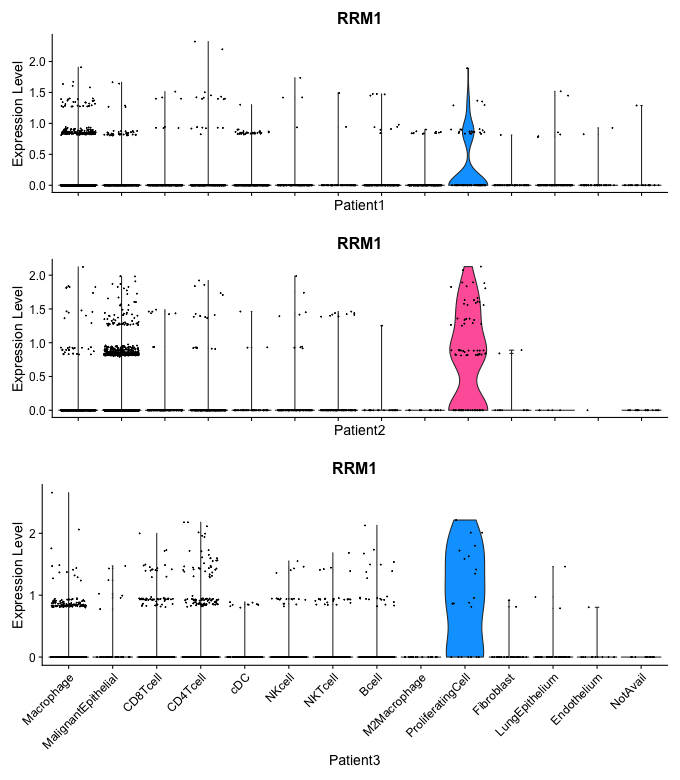 RRM1
Expression Level
2.0
1.5
1.0
0.5
0.0
Patient1
RRM1
Expression Level
2.0
1.5
1.0
0.5
0.0
Patient2
RRM1
Expression Level
2
1
0
Macrophage
MalignantEpithelial
CD8Tcell
CD4Tcell
cDC
NKcell
NKTcell
Bcell
M2Macrophage
ProliferatingCell
Fibroblast
LungEpithelium
Endothelium
NotAvail
Patient3